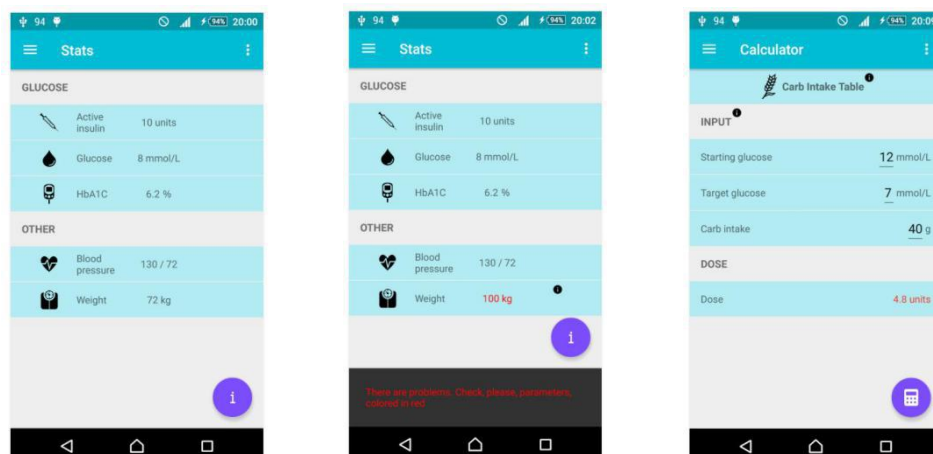 94 94% 20:00
Stats
GLUCOSE
Active
insulin
10 units
Glucose 8 mmol/L
HbA1C 6.2 %
OTHER
Blood
pressure
130 / 72
Weight 72 kg
i
94 94% 20:02
Stats
GLUCOSE
Active
insulin
10 units
Glucose 8 mmol/L
HbA1C 6.2 %
OTHER
Blood
pressure
130 / 72
Weight 100 kg
i
There are problems. Check, please, parameters,
colored in red
94 94% 20:09
Calculator
Carb Intake Table
INPUT
Starting glucose 12 mmol/L
Target glucose 7 mmol/L
Carb intake 40 g
DOSE
Dose 4.8 units